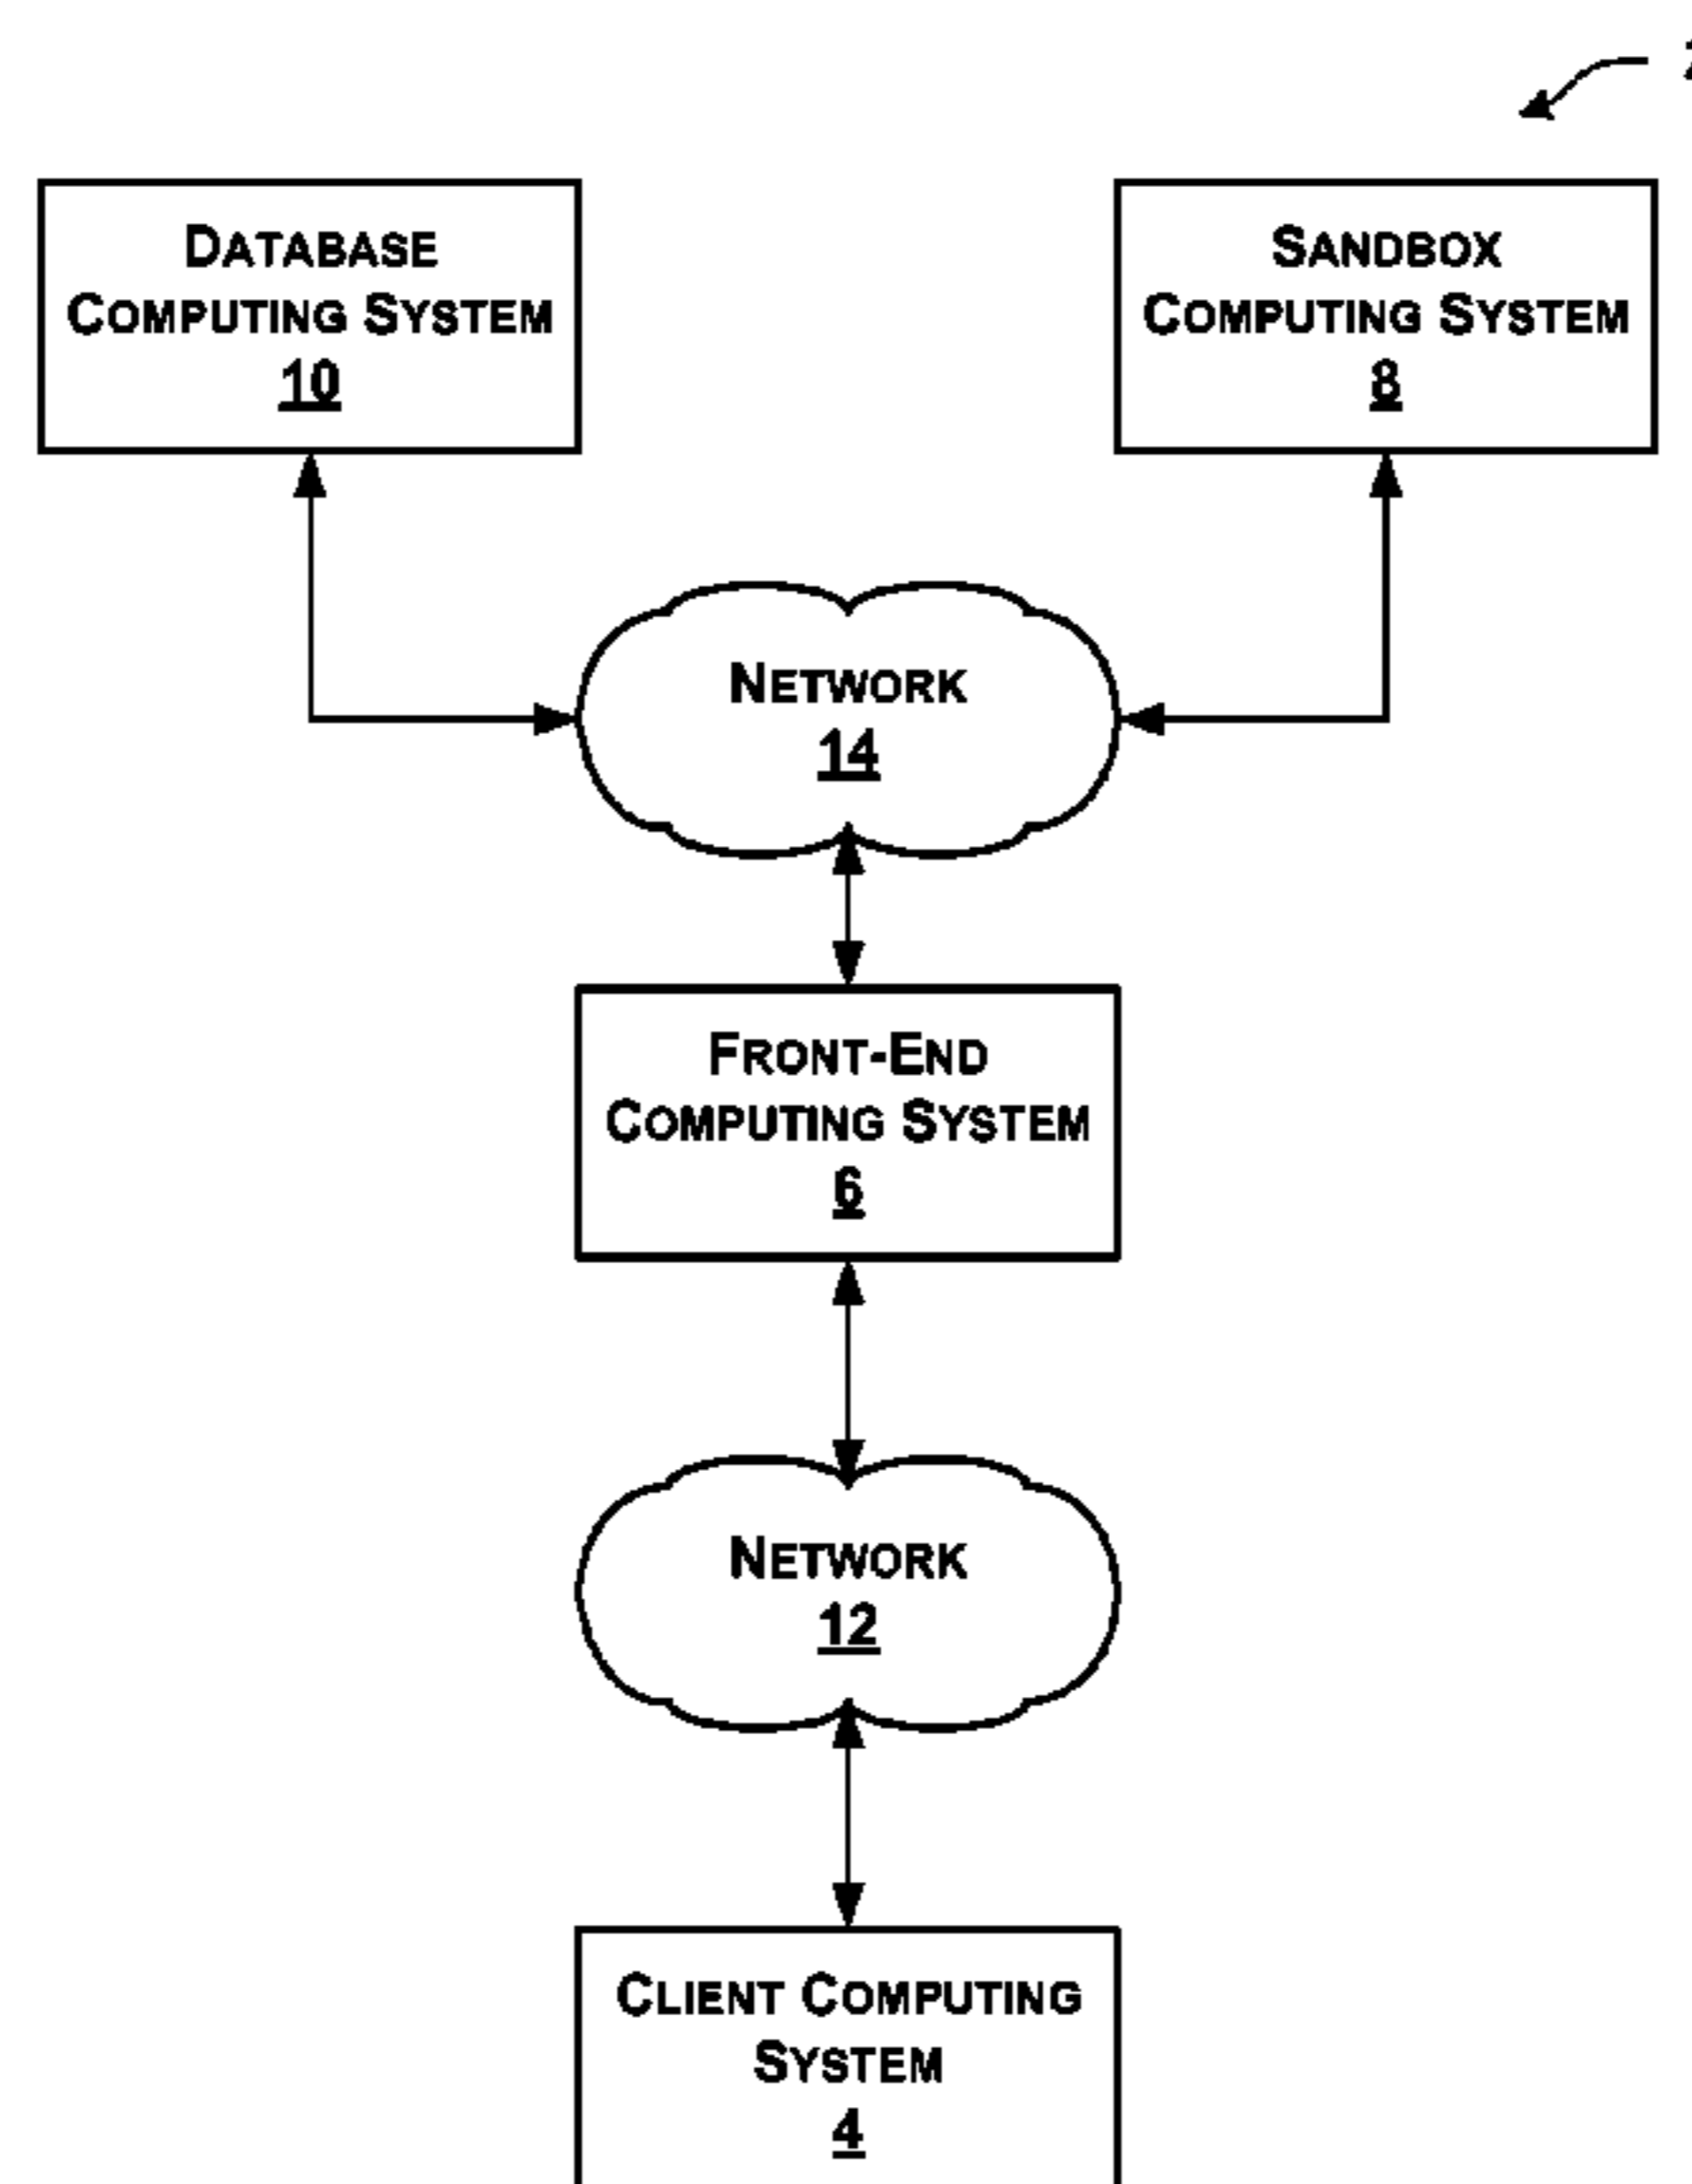 DATABASE
COMPUTING SYSTEM
10
SANDBOX
COMPUTING SYSTEM
8
NETWORK
14
FRONT-END
COMPUTING SYSTEM
6
NETWORK
12
CLIENT COMPUTING
SYSTEM
4